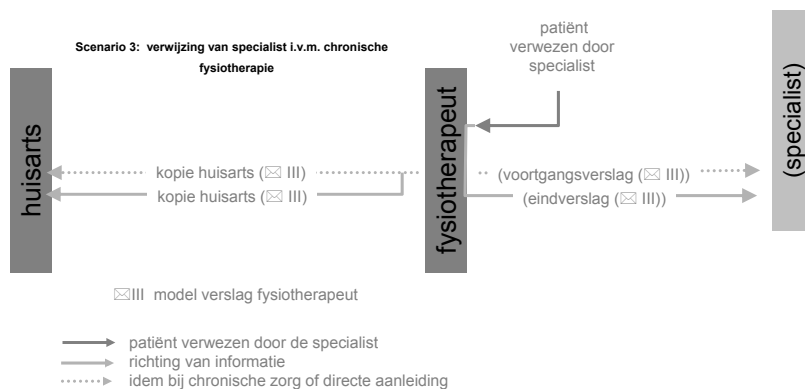 Scenario 3: verwijzing van specialist i.v.m. chronische
fysiotherapie
patiënt
verwezen door
specialist
huisarts
fysiotherapeut
(specialist)
kopie huisarts (✉ III)
kopie huisarts (✉ III)
(voortgangsverslag (✉ III))
(eindverslag (✉ III))
✉III model verslag fysiotherapeut
patiënt verwezen door de specialist
richting van informatie
idem bij chronische zorg of directe aanleiding